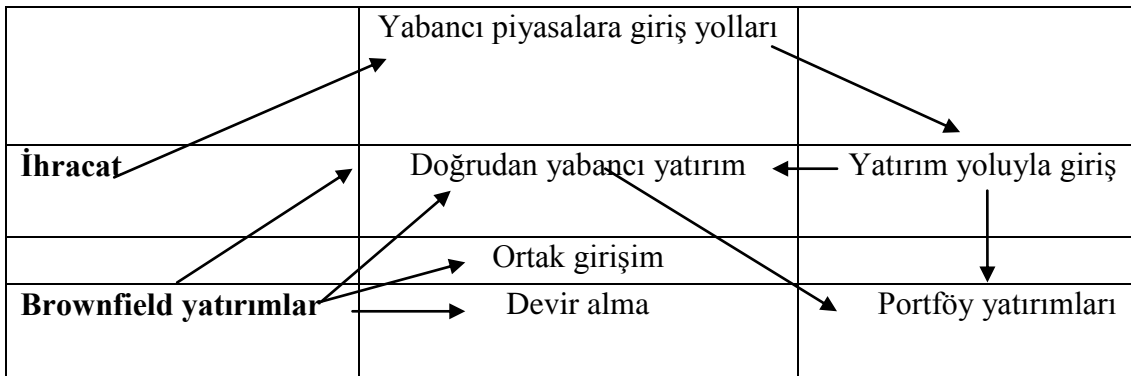 Yabancı piyasalara giriş yolları
İhracat
Doğrudan yabancı yatırım
Yatırım yoluyla giriş
Ortak girişim
Brownfield yatırımlar
Devir alma
Portföy yatırımları